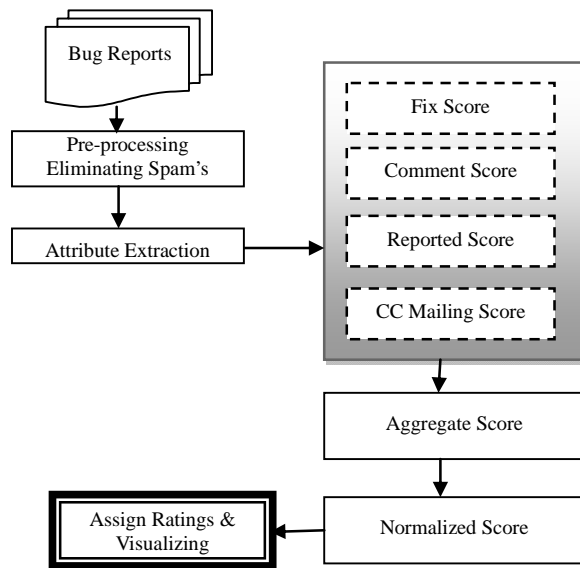 Bug Reports
Pre-processing
Eliminating Spam's
Attribute Extraction
Fix Score
Comment Score
Reported Score
CC Mailing Score
Aggregate Score
Normalized Score
Assign Ratings &
Visualizing